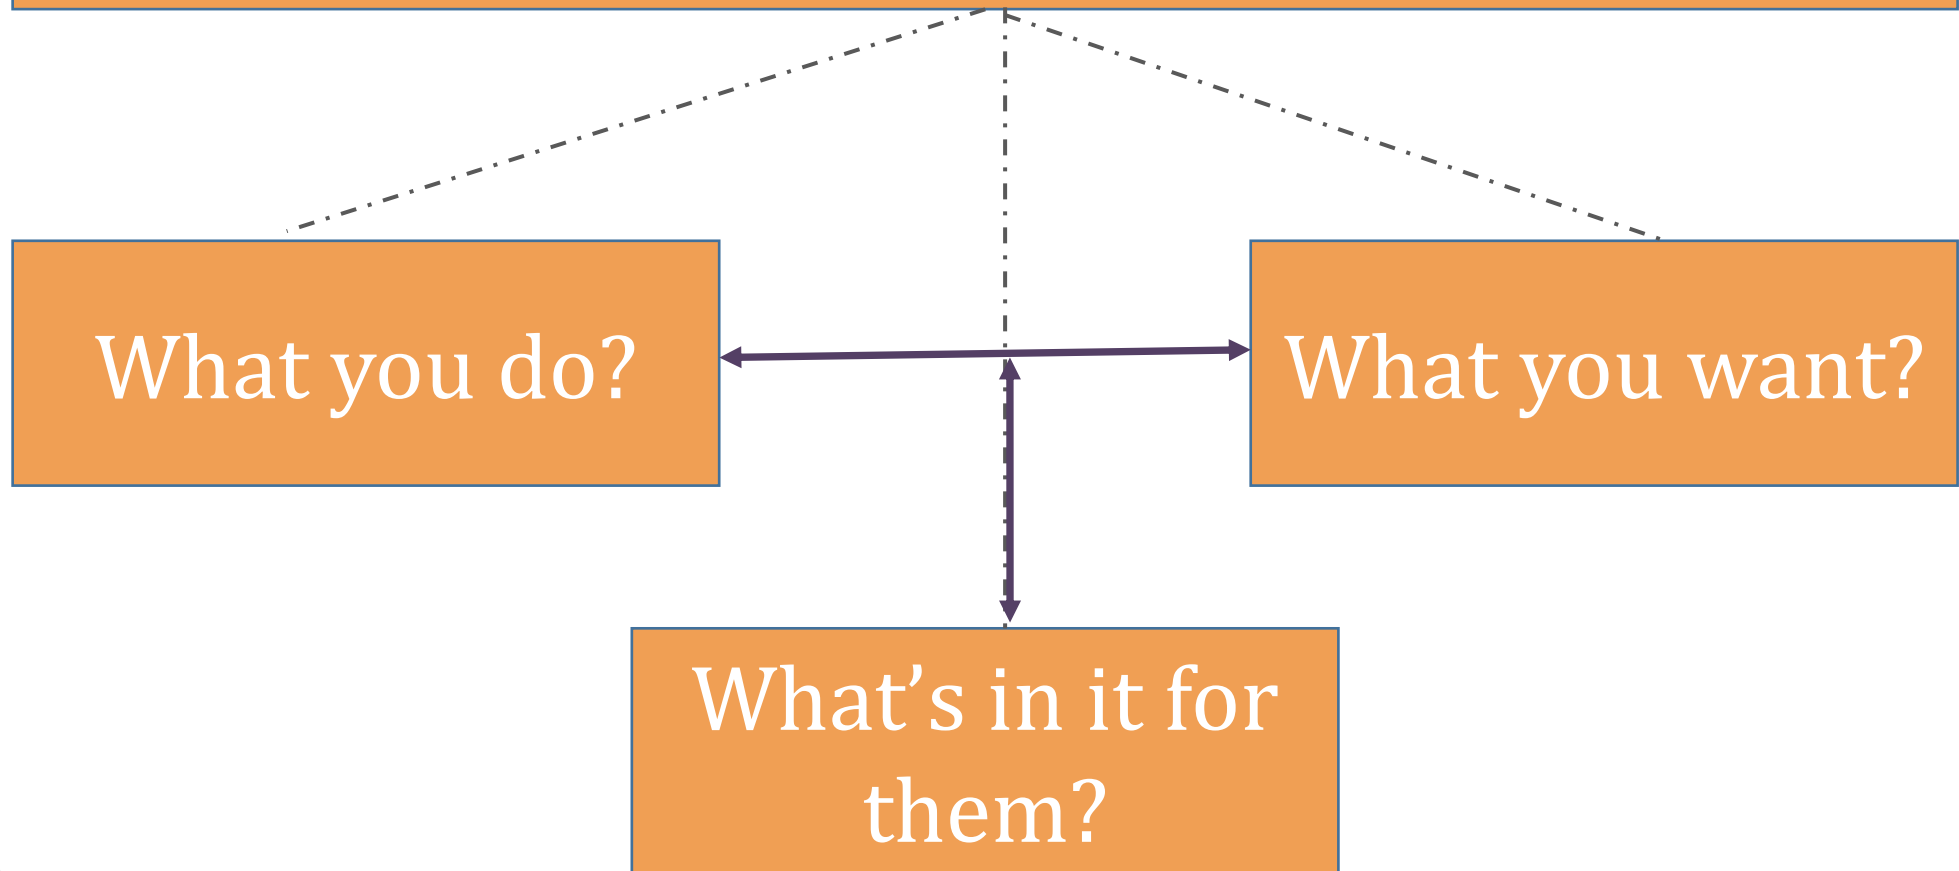 What you do?
What you want?
What’s in it for
them?